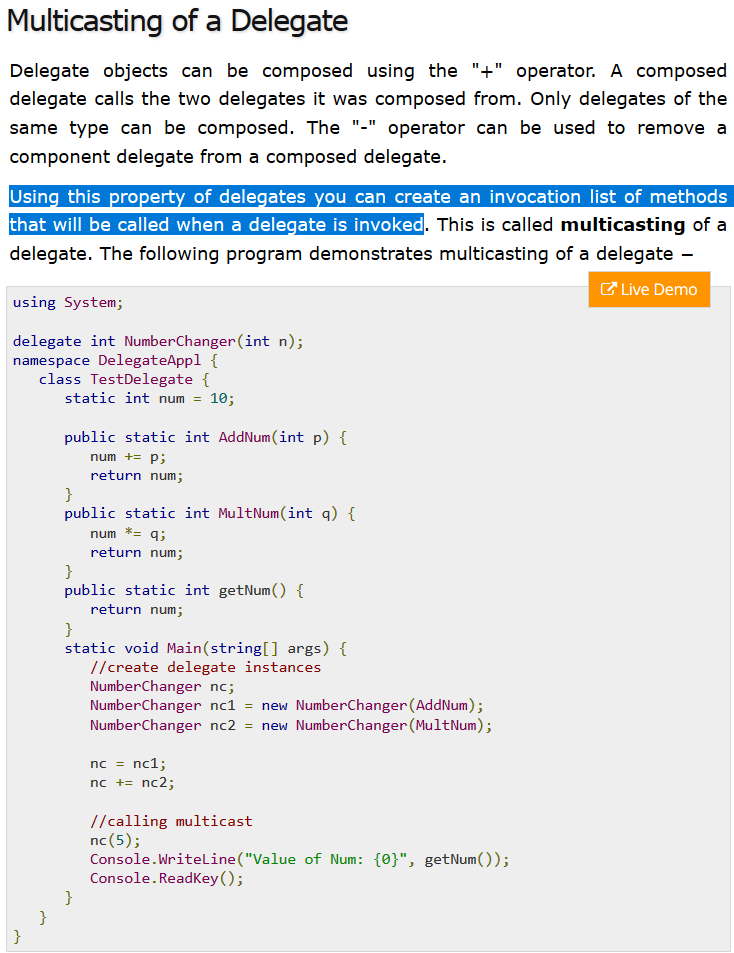 Multicasting of a Delegate
Delegate objects can be composed using the "+" operator. A composed
delegate calls the two delegates it was composed from. Only delegates of the
same type can be composed. The "-" operator can be used to remove a
component delegate from a composed delegate.
Using this property of delegates you can create an invocation list of methods
that will be called when a delegate is invoked. This is called multicasting of a
delegate. The following program demonstrates multicasting of a delegate −
Live Demo
using System;

delegate int NumberChanger(int n);
namespace DelegateAppl {
   class TestDelegate {
      static int num = 10;

      public static int AddNum(int p) {
         num += p;
         return num;
      }
      public static int MultNum(int q) {
         num *= q;
         return num;
      }
      public static int getNum() {
         return num;
      }
      static void Main(string[] args) {
         //create delegate instances
         NumberChanger nc;
         NumberChanger nc1 = new NumberChanger(AddNum);
         NumberChanger nc2 = new NumberChanger(MultNum);

         nc = nc1;
         nc += nc2;

         //calling multicast
         nc(5);
         Console.WriteLine("Value of Num: {0}", getNum());
         Console.ReadKey();
      }
   }
}